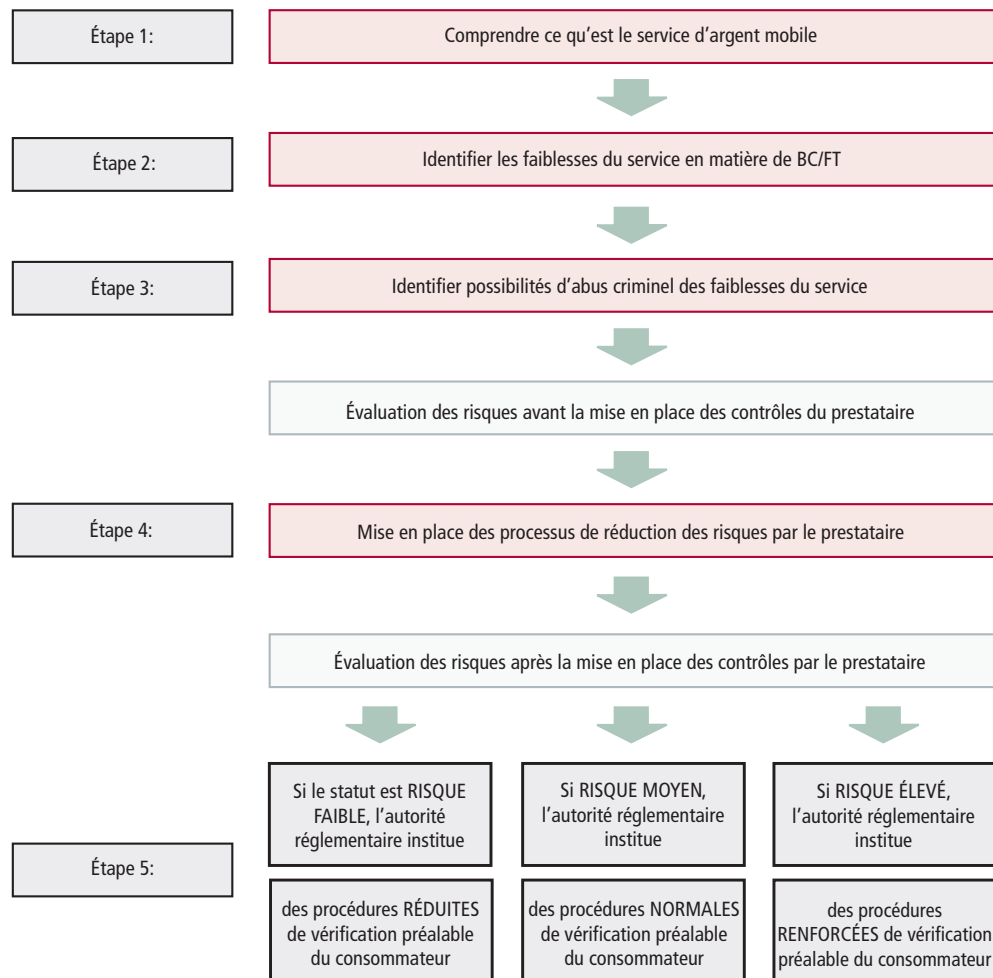 Étape 1:
Comprendre ce qu'est le service d'argent mobile
Étape 2:
Identifier les faiblesses du service en matière de BC/FT
Étape 3:
Identifier possibilités d'abus criminel des faiblesses du service
Évaluation des risques avant la mise en place des contrôles du prestataire
Étape 4:
Mise en place des processus de réduction des risques par le prestataire
Évaluation des risques après la mise en place des contrôles par le prestataire
Étape 5:
Si le statut est RISQUE
FAIBLE, l'autorité
réglementaire institue
des procédures RÉDUITES
de vérification préalable
du consommateur
Si RISQUE MOYEN,
l'autorité réglementaire
institue
des procédures NORMALES
de vérification préalable
du consommateur
Si RISQUE ÉLEVÉ,
l'autorité réglementaire
institue
des procédures
RENFORCÉES de vérification
préalable du consommateur